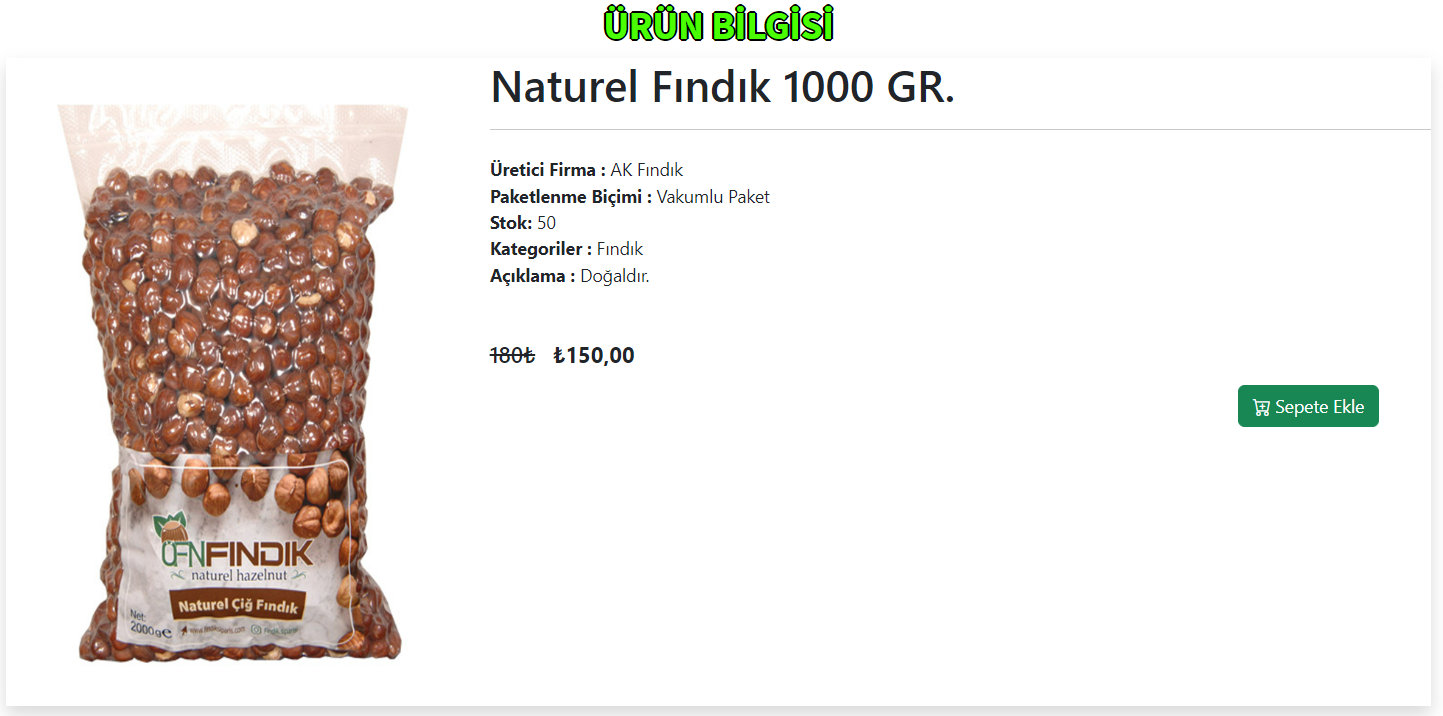 ÜRÜN BİLGİSİ
Naturel Fındık 1000 GR.
Üretici Firma : AK Fındık
Paketlenme Biçimi : Vakumlu Paket
Stok: 50
Kategoriler : Fındık
Açıklama : Doğaldır.
180₺ ₺150,00
Sepete Ekle
FINDIK
naturel hazelnut
Naturel Çiğ Fındık
Net:
2000g℮